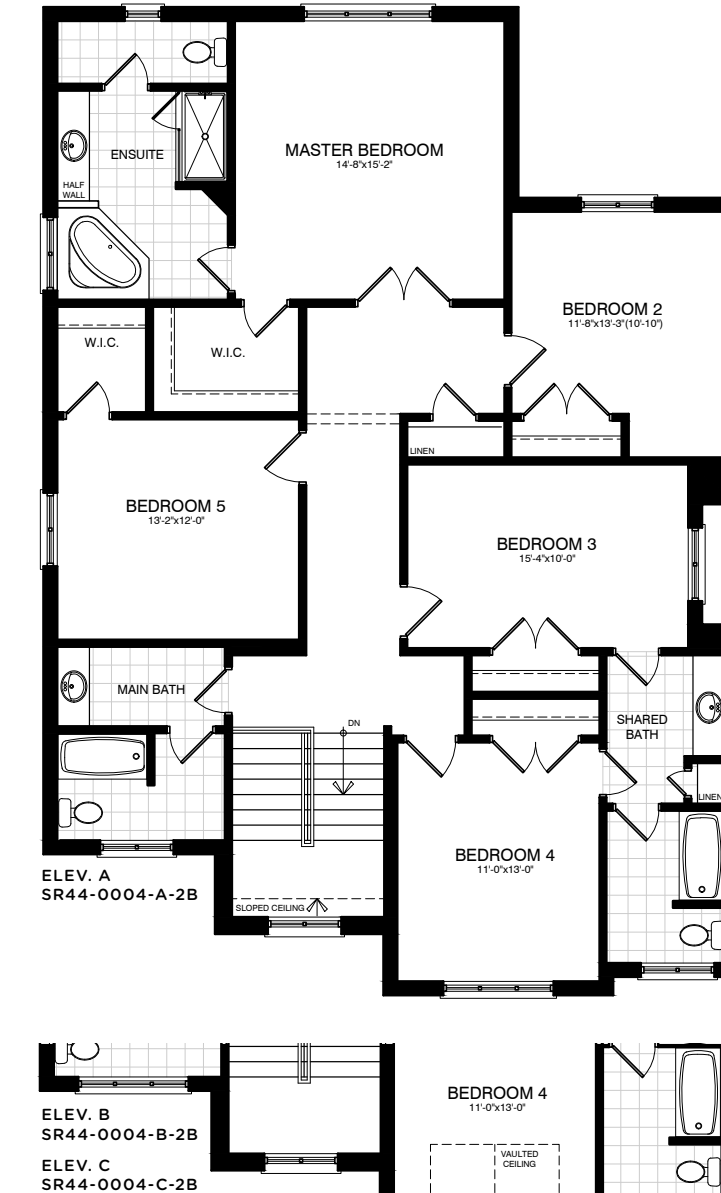 ENSUITE
HALF
WALL
MASTER BEDROOM
14'-8"x15'-2"
BEDROOM 2
11'-8"x13'-3"(10'-10")
W.I.C.
W.I.C.
LINEN
BEDROOM 5
13'-2"x12'-0"
BEDROOM 3
15'-4"x10'-0"
MAIN BATH
DN
SHARED
BATH
LINEN
BEDROOM 4
11'-0"x13'-0"
ELEV. A
SR44-0004-A-2B
SLOPED CEILING
BEDROOM 4
11'-0"x13'-0"
ELEV. B
SR44-0004-B-2B
VAULTED
CEILING
ELEV. C
SR44-0004-C-2B